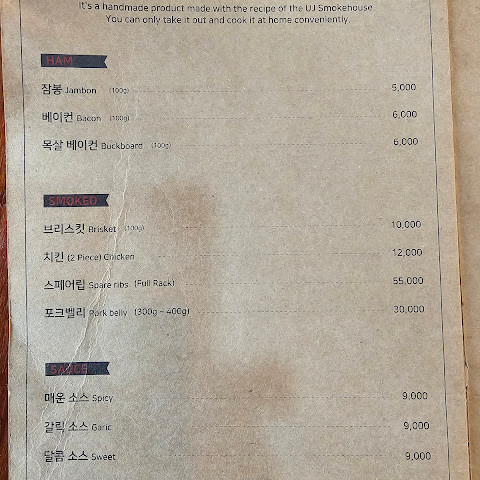 It's a handmade product made with the recipe of the UJ Smokehouse.
You can only take it out and cook it at home conveniently.
HAM
잠봉 Jambon (100g) 5,000
베이컨 Bacon (100g) 6,000
목살 베이컨 Buckboard (100g) 6,000
SMOKED
브리스킷 Brisket (100g) 10,000
치킨 (2 Piece) Chicken 12,000
스페어립 Spare ribs (Full Rack) 55,000
포크벨리 Pork belly (300g ~ 400g) 30,000
SAUCE
매운 소스 Spicy 9,000
갈릭 소스 Garic 9,000
달콤 소스 Sweet 9,000